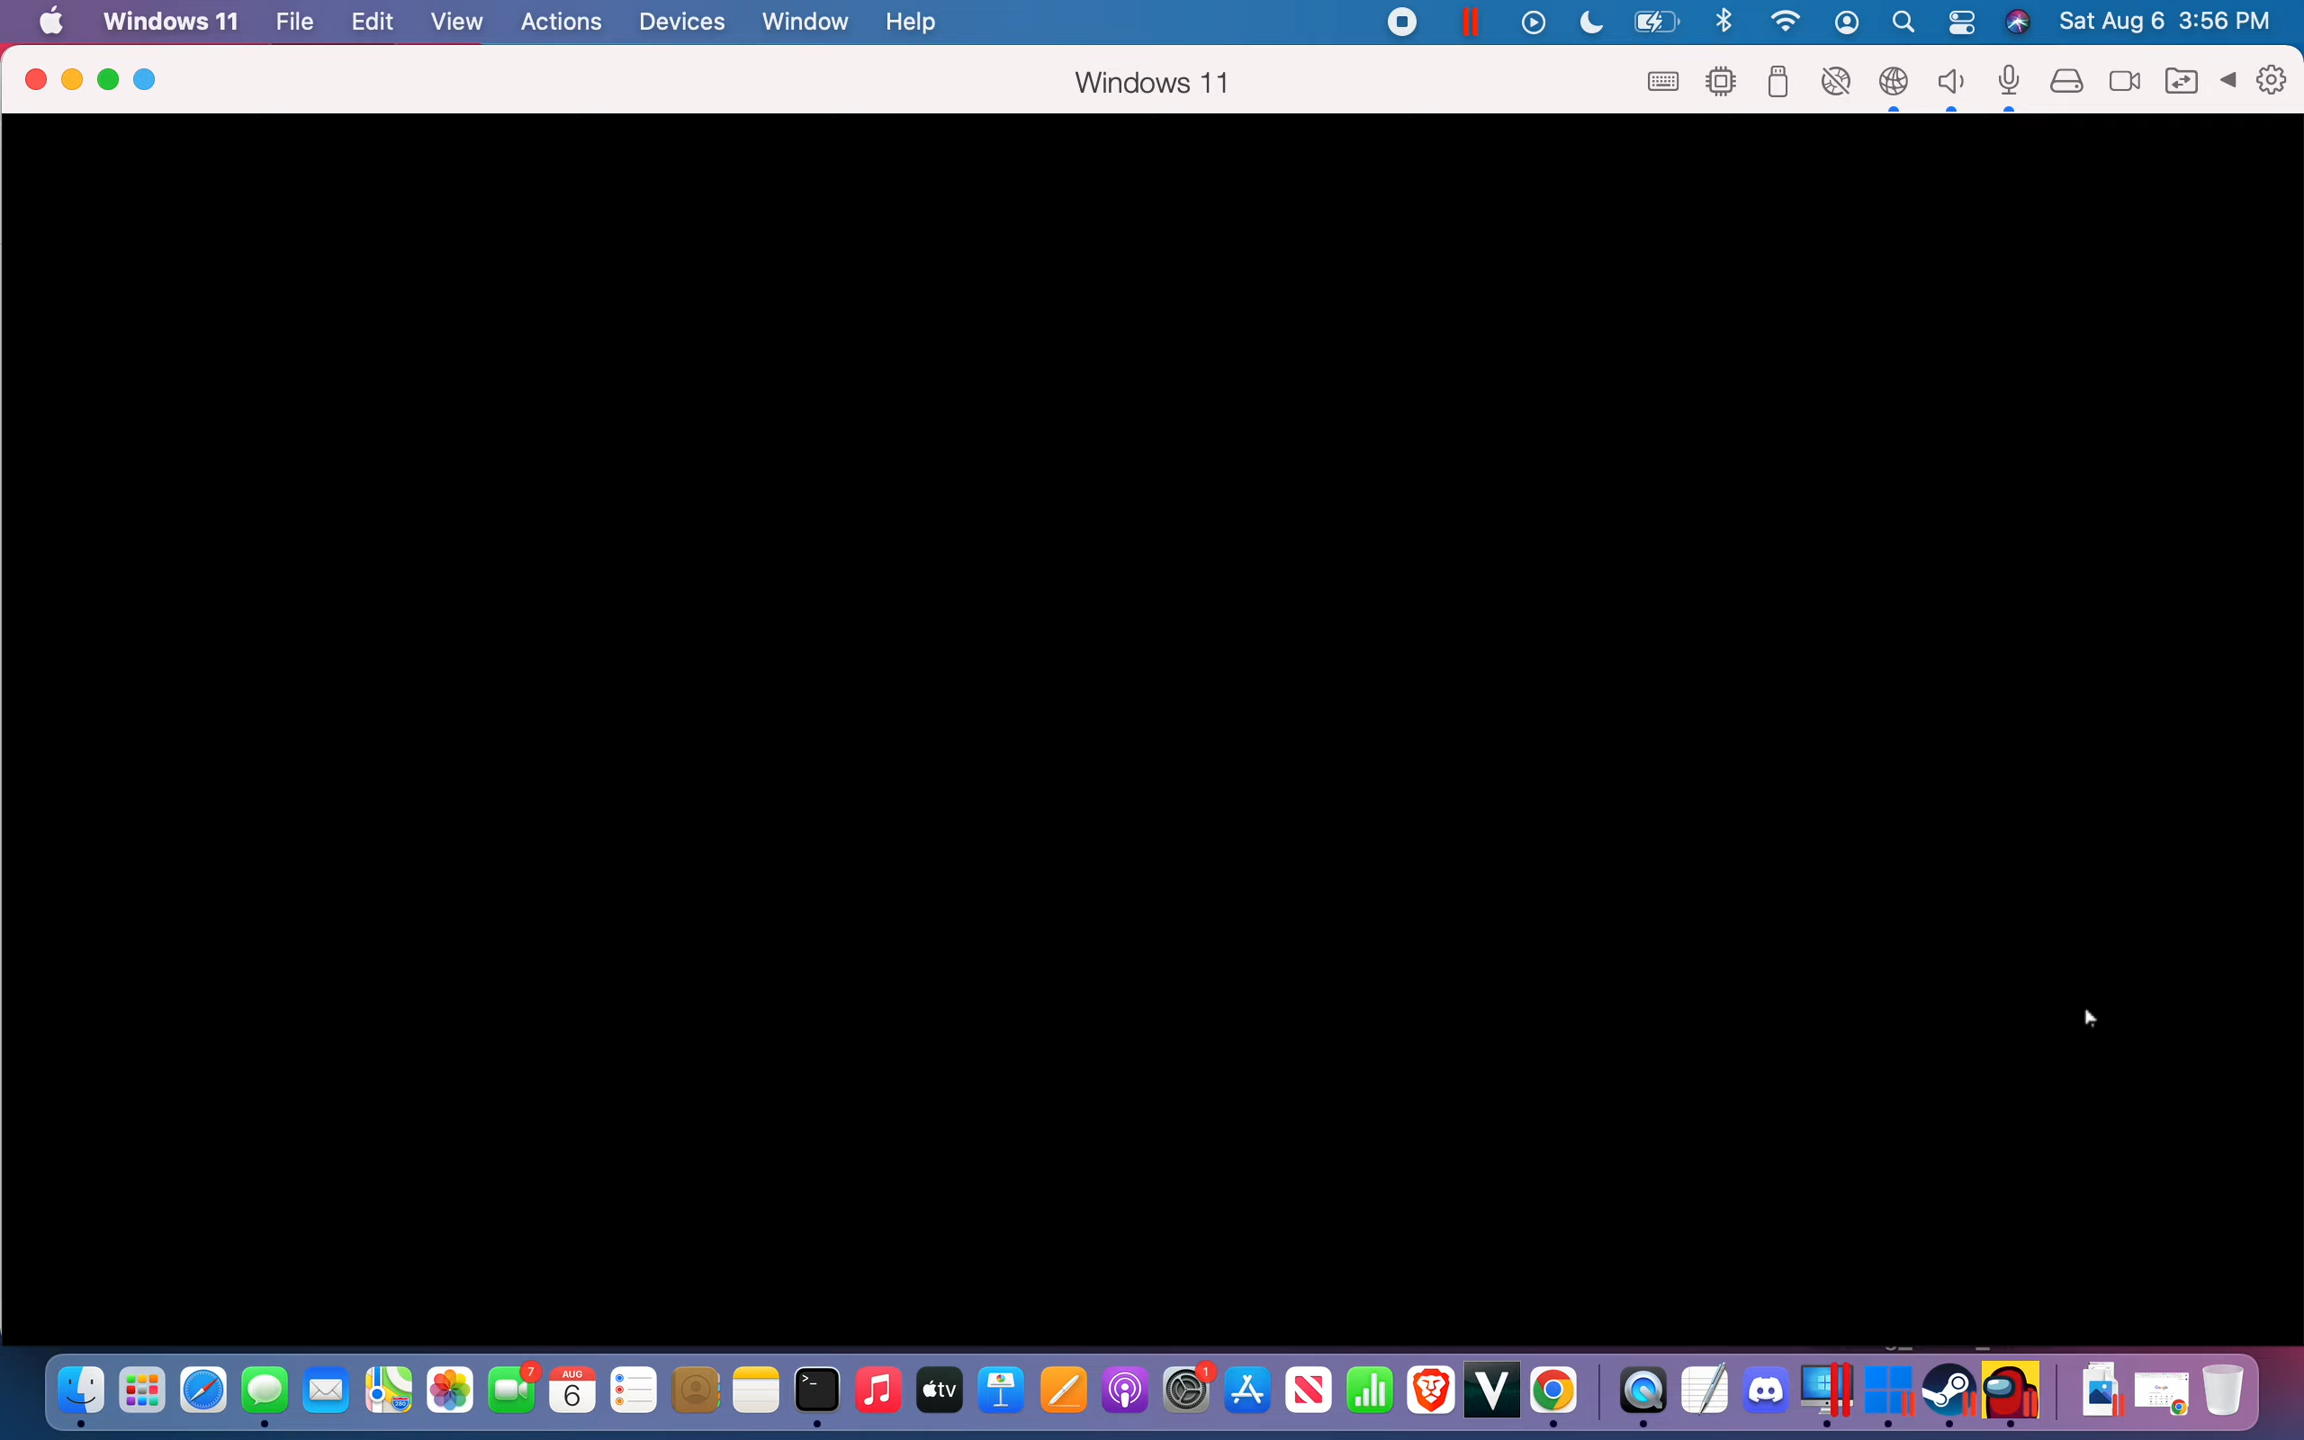 Windows 11 File Edit View Actions Devices Window Help Sat Aug 6 3:56 PM
Windows 11
7 AUG 6 >_ tv 1